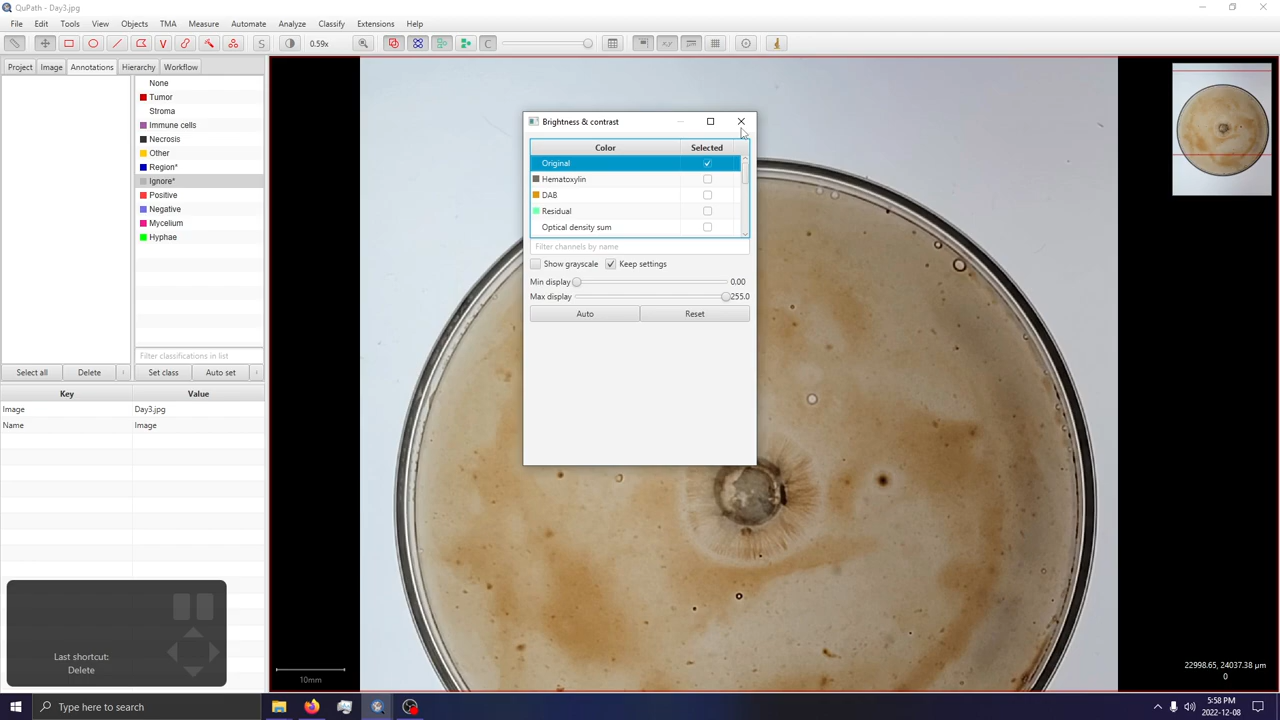 QuPath - Day3.jpg
File Edit Tools View Objects TMA Measure Automate Analyze Classify Extensions Help
V S 0.59x C
Project Image Annotations Hierarchy Workflow
None
Tumor
Stroma
Immune cells
Necrosis
Other
Region*
Ignore*
Positive
Negative
Mycelium
Hyphae
Filter classifications in list
Select all Delete Set class Auto set
Key Value
Image Day3.jpg
Name Image
Brightness & contrast
Color Selected
Original
Hematoxylin
DAB
Residual
Optical density sum
Filter channels by name
Show grayscale Keep settings
Min display 0.00
Max display 255.0
Auto Reset
Last shortcut:
Delete
10mm
22998.65, 24037.38 µm
0
Type here to search
5:58 PM
2022-12-08